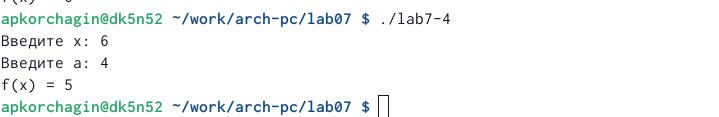 apkorchagin@dk5n52 ~/work/arch-pc/lab07 $ ./lab7-4
Введите x: 6
Введите a: 4
f(x) = 5
apkorchagin@dk5n52 ~/work/arch-pc/lab07 $